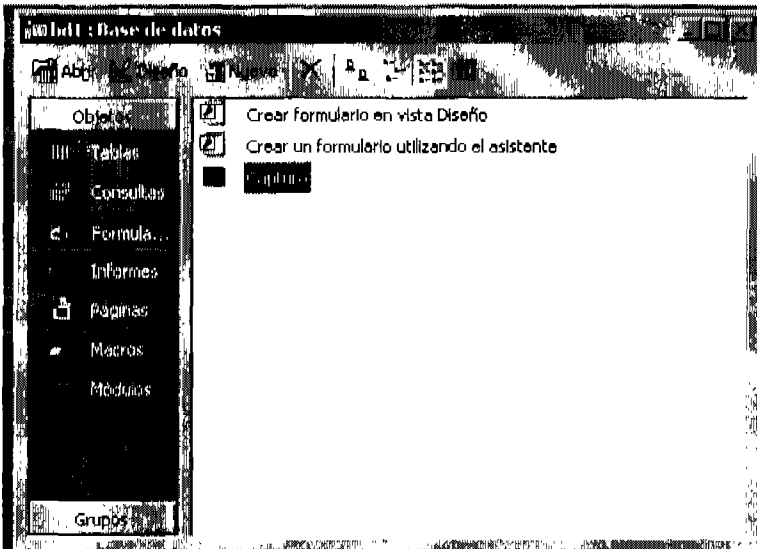 bd1 : Base de datos
Abrir Diseño Nuevo
Objetos
Crear formulario en vista Diseño
Crear un formulario utilizando el asistente
Captura
Tablas
Consultas
Formula...
Informes
Páginas
Macros
Módulos
Grupos